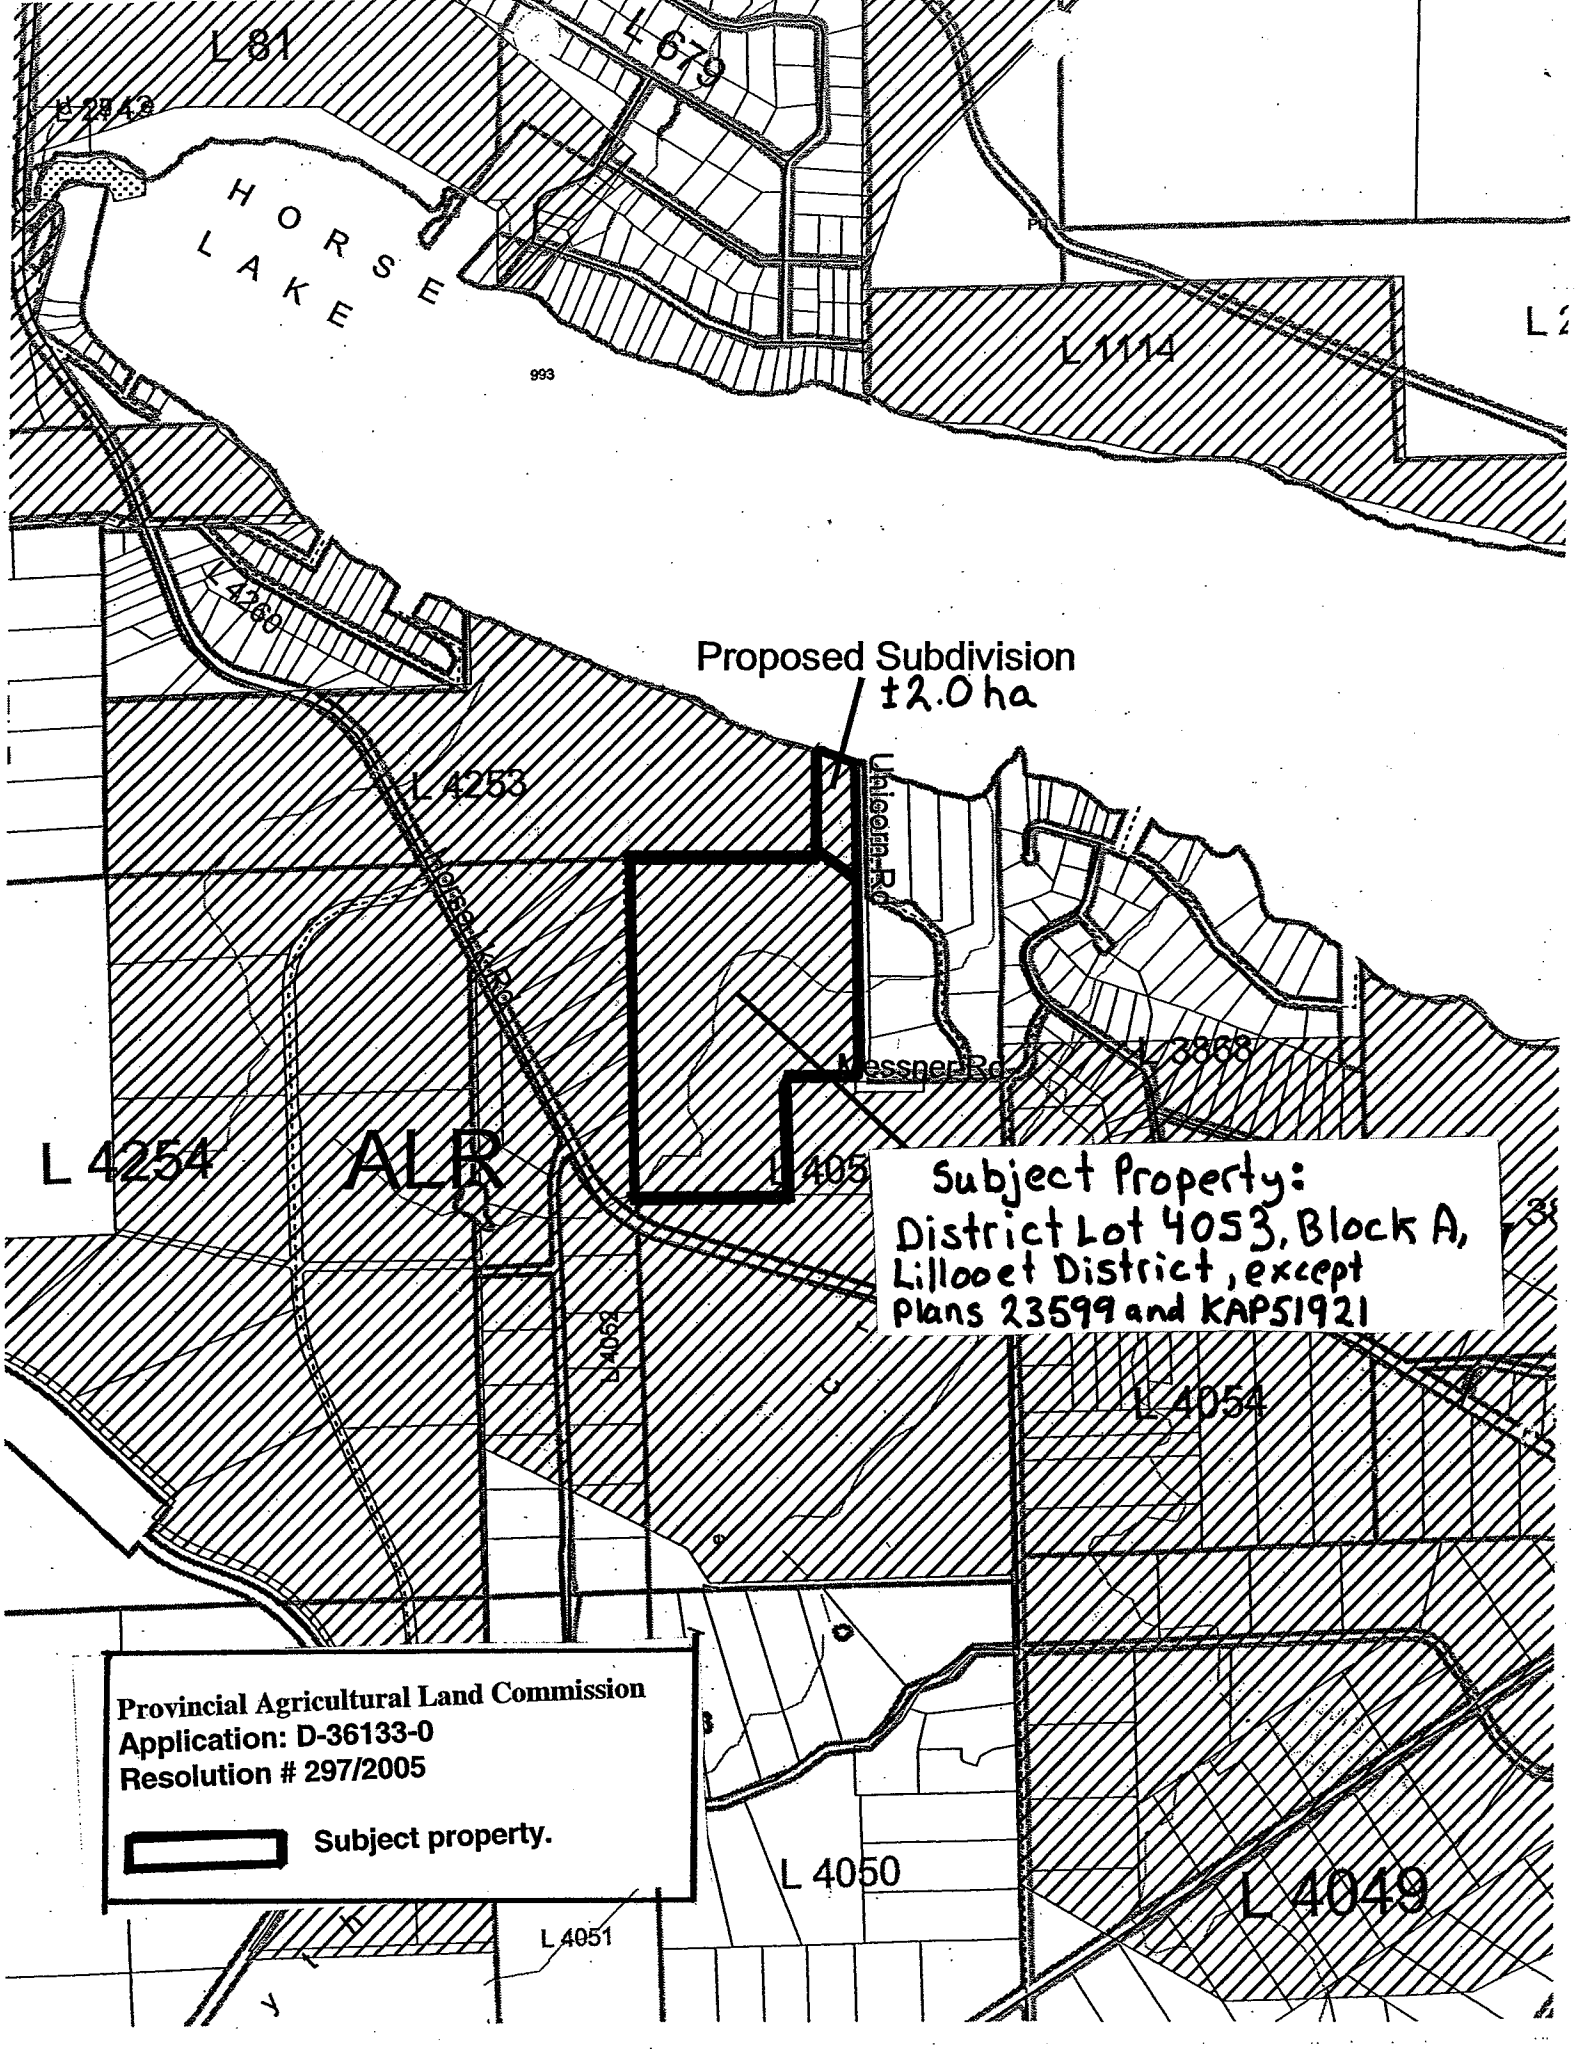 L 81
L 679
H O R S E
L A K E
PIT
L 1114
993
L 4260
Proposed Subdivision
±2.0 ha
L 4253
Unicorn Rd
Messner Rd
L 3868
L 4254
ALR
L 405
Subject Property:
District Lot 4053, Block A,
Lillooet District, except
Plans 23599 and KAP51921
L 4052
L 4054
Provincial Agricultural Land Commission
Application: D-36133-0
Resolution # 297/2005
Subject property.
L 4050
L 4049
L 4051